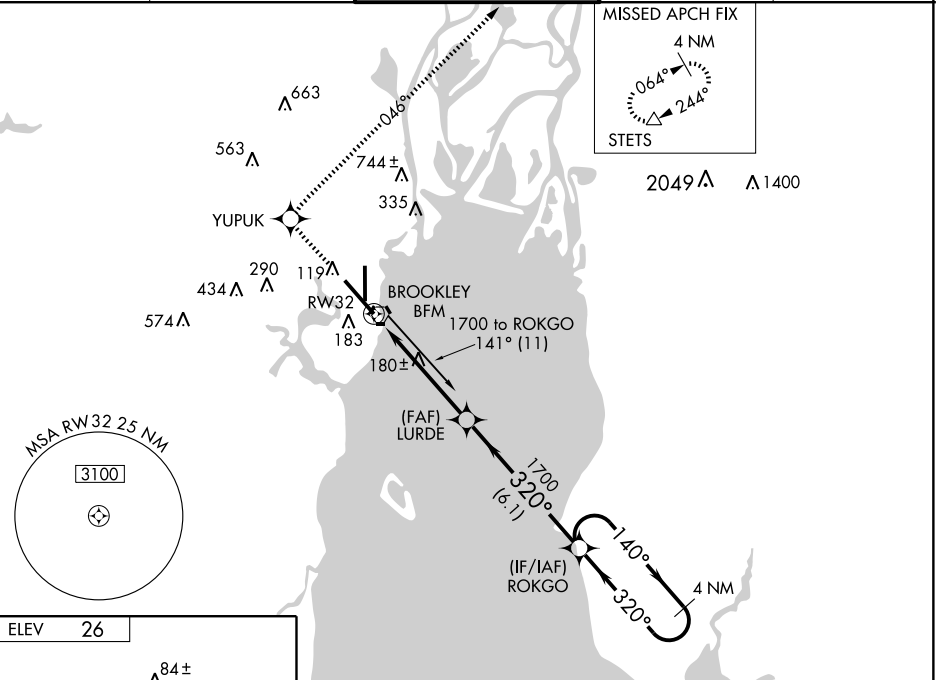 MISSED APCH FIX
4 NM
064°
244°
STETS
663
046°
563
744±
2049
1400
335
YUPUK
290
119
434
RW32
BROOKLEY
BFM
574
183
1700 to ROKGO
141° (11)
180±
(FAF)
LURDE
MSA RW32 25 NM
3100
1700
320°
(6.1)
(IF/IAF)
ROKGO
140°
4 NM
320°
ELEV 26
84±